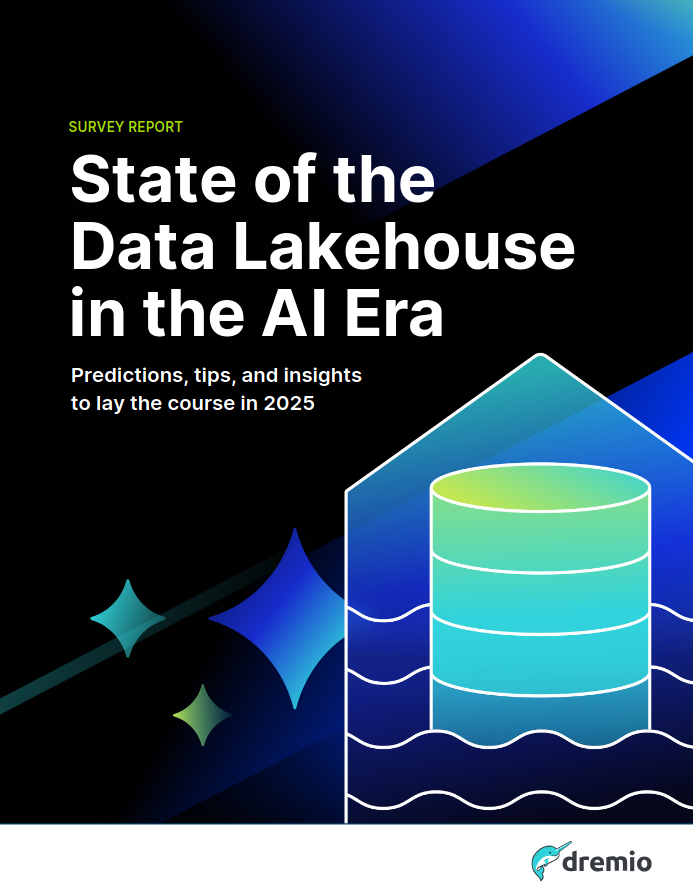 SURVEY REPORT
State of the
Data Lakehouse
in the AI Era
Predictions, tips, and insights
to lay the course in 2025
dremio